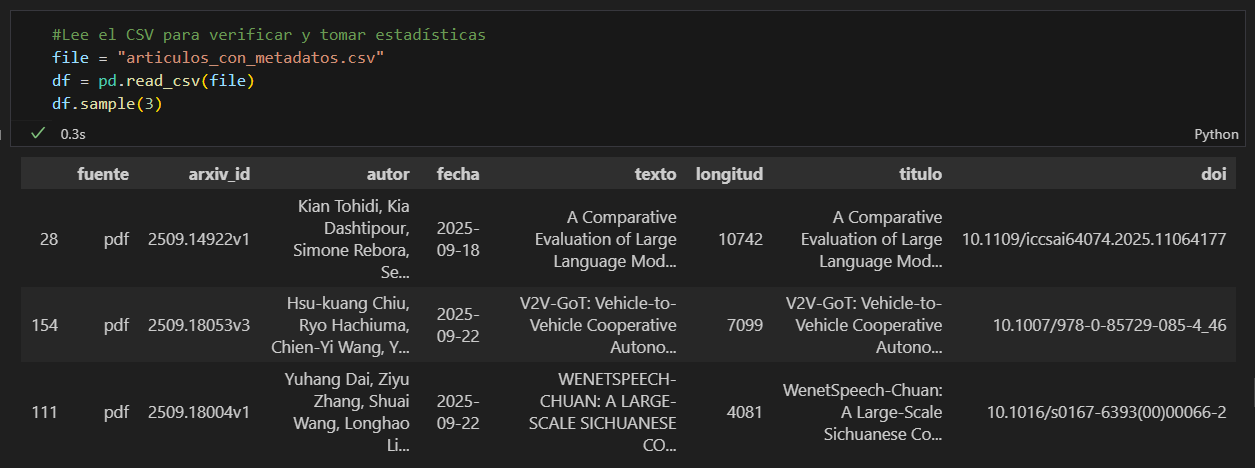 #Lee el CSV para verificar y tomar estadísticas
file = "articulos_con_metadatos.csv"
df = pd.read_csv(file)
df.sample(3)
0.3s
Python
fuente arxiv_id autor fecha texto longitud titulo doi
28 pdf 2509.14922v1 Kian Tohidi, Kia Dashtipour, Simone Rebora, Se... 2025-09-18 A Comparative Evaluation of Large Language Mod... 10742 A Comparative Evaluation of Large Language Mod... 10.1109/iccsai64074.2025.11064177
154 pdf 2509.18053v3 Hsu-kuang Chiu, Ryo Hachiuma, Chien-Yi Wang, Y... 2025-09-22 V2V-GoT: Vehicle-to-Vehicle Cooperative Autono... 7099 V2V-GoT: Vehicle-to-Vehicle Cooperative Autono... 10.1007/978-0-85729-085-4_46
111 pdf 2509.18004v1 Yuhang Dai, Ziyu Zhang, Shuai Wang, Longhao Li... 2025-09-22 WENETSPEECH-CHUAN: A LARGE-SCALE SICHUANESE CO... 4081 WenetSpeech-Chuan: A Large-Scale Sichuanese Co... 10.1016/s0167-6393(00)00066-2